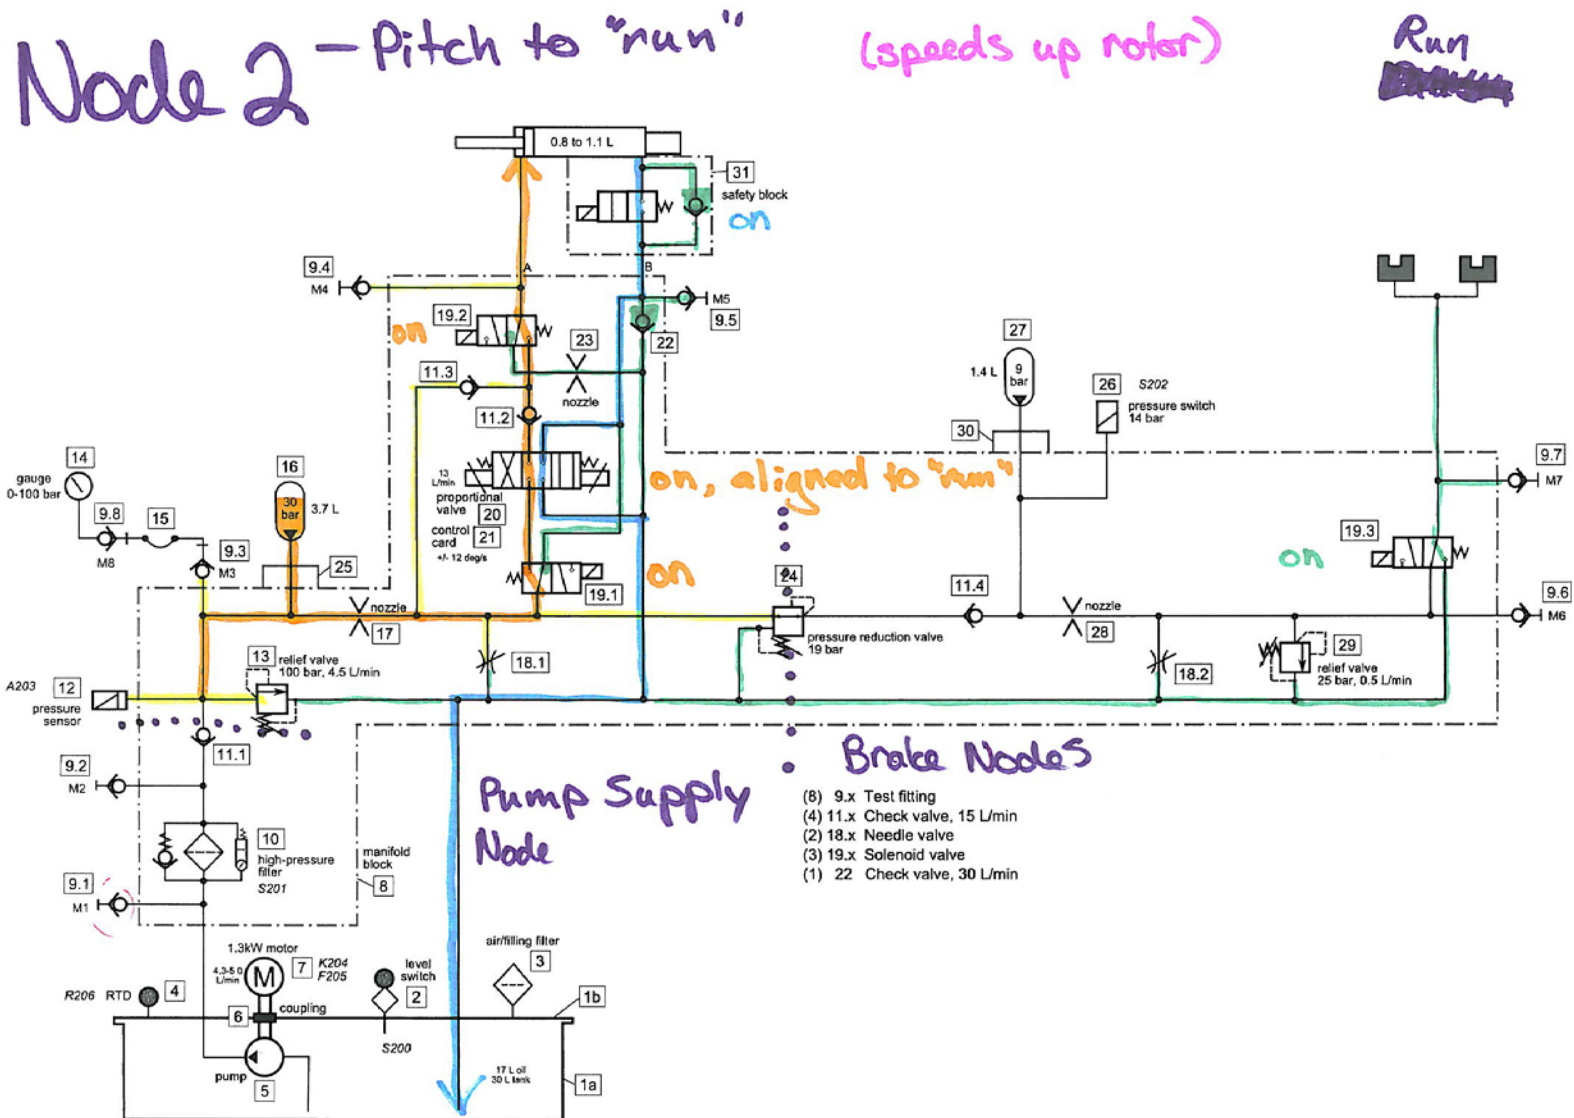 Node 2 - Pitch to "run"
(speeds up rotor)
Run
0.8 to 1.1 L
31
safety block
on
A
B
9.4
M4
19.2
on
23
nozzle
22
M5
9.5
11.3
11.2
27
1.4 L
9
bar
26
S202
pressure switch
14 bar
30
14
gauge
0-100 bar
16
30
bar
3.7 L
9.8
M8
15
9.3
M3
25
13
L/min
proportional
valve
20
control
card
21
+/- 12 deg/s
on, aligned to "run"
19.1
on
9.7
M7
19.3
on
nozzle
17
24
pressure reduction valve
19 bar
11.4
nozzle
28
9.6
M6
13
relief valve
100 bar, 4.5 L/min
18.1
18.2
29
relief valve
25 bar, 0.5 L/min
A203
12
pressure
sensor
11.1
9.2
M2
10
high-pressure
filter
S201
manifold
block
8
9.1
M1
Pump Supply
Node
Brake Nodes
(8) 9.x Test fitting
(4) 11.x Check valve, 15 L/min
(2) 18.x Needle valve
(3) 19.x Solenoid valve
(1) 22 Check valve, 30 L/min
1.3kW motor
4.3-5.0
L/min
M
7
K204
F205
level
switch
2
S200
air/filling filter
3
R206 RTD
4
6
coupling
1b
pump
5
17 L oil
30 L tank
1a